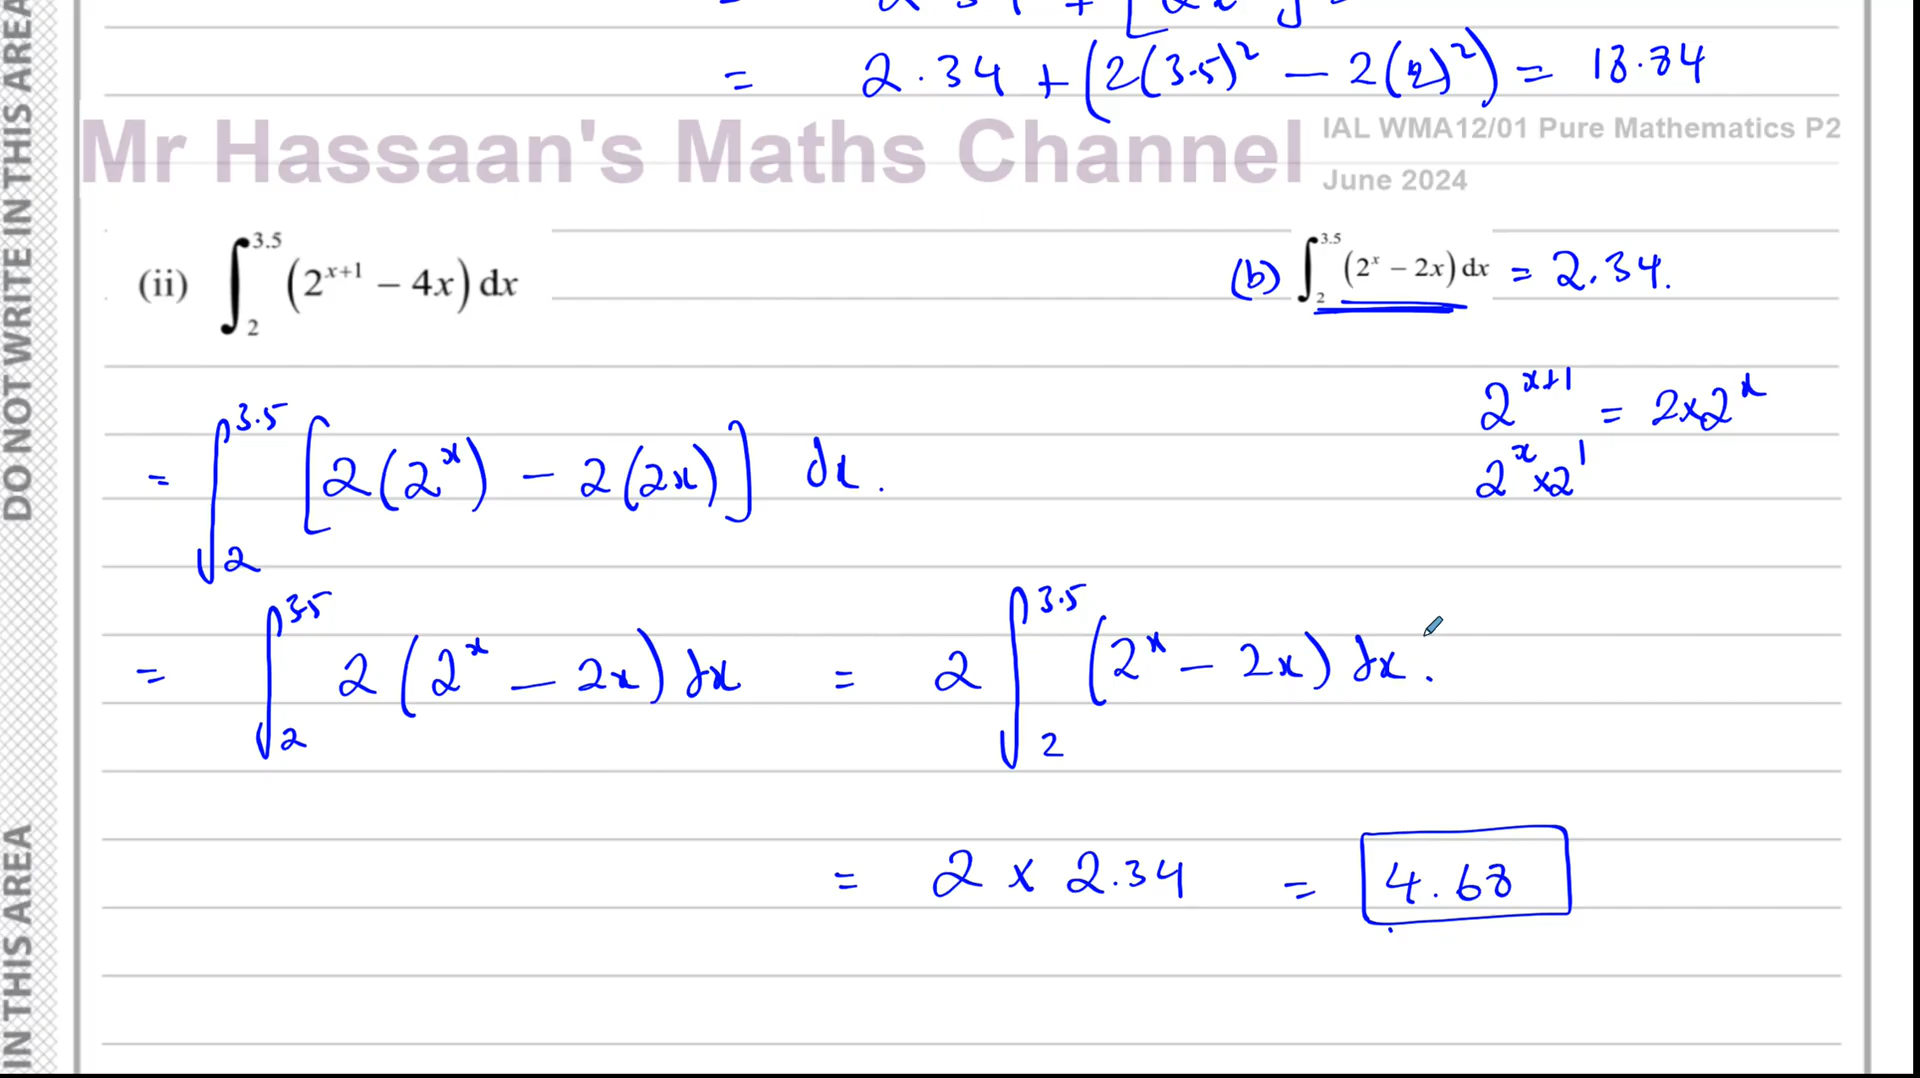 = 2.34 + (2(3.5)² − 2(2)²) = 18.84
Mr Hassaan's Maths Channel
IAL WMA12/01 Pure Mathematics P2
June 2024
(ii) ∫₂^3.5 (2^(x+1) − 4x) dx
(b) ∫₂^3.5 (2^x − 2x) dx = 2.34.
2^(x+1) = 2×2^x
2^x × 2^1
= ∫₂^3.5 [2(2^x) − 2(2x)] dx.
= ∫₂^3.5 2(2^x − 2x) dx = 2 ∫₂^3.5 (2^x − 2x) dx.
= 2 × 2.34 = 4.68
DO NOT WRITE IN THIS AREA
IN THIS AREA